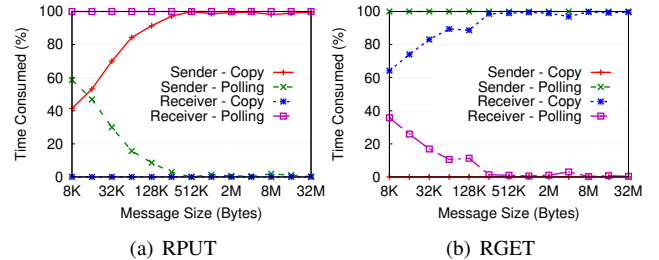 Time Consumed (%)
100
80
60
40
20
0
Sender - Copy
Sender - Polling
Receiver - Copy
Receiver - Polling
8K 32K 128K 512K 2M 8M 32M
Message Size (Bytes)
(a) RPUT
Time Consumed (%)
100
80
60
40
20
0
Sender - Copy
Sender - Polling
Receiver - Copy
Receiver - Polling
8K 32K 128K 512K 2M 8M 32M
Message Size (Bytes)
(b) RGET